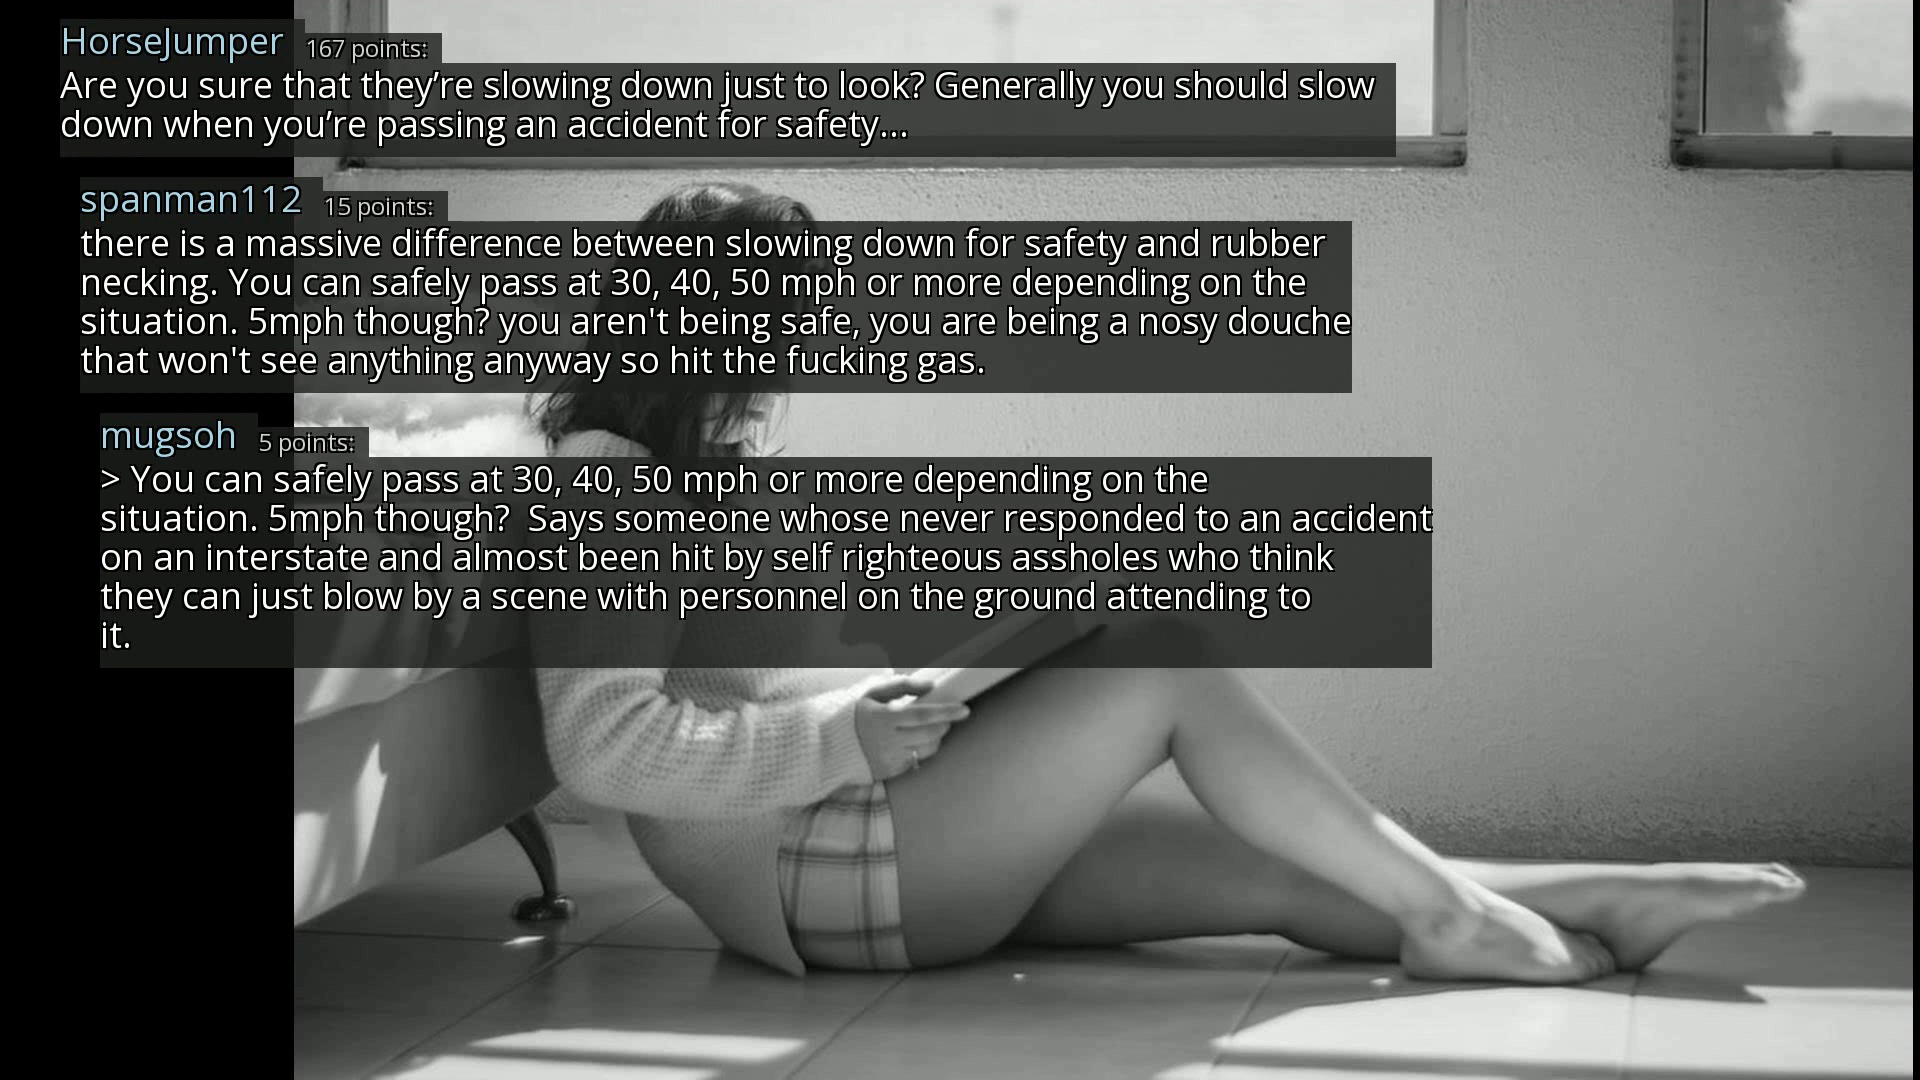 HorseJumper 167 points:
Are you sure that they’re slowing down just to look? Generally you should slow
down when you’re passing an accident for safety...
spanman112 15 points:
there is a massive difference between slowing down for safety and rubber
necking. You can safely pass at 30, 40, 50 mph or more depending on the
situation. 5mph though? you aren't being safe, you are being a nosy douche
that won't see anything anyway so hit the fucking gas.
mugsoh 5 points:
> You can safely pass at 30, 40, 50 mph or more depending on the
situation. 5mph though?  Says someone whose never responded to an accident
on an interstate and almost been hit by self righteous assholes who think
they can just blow by a scene with personnel on the ground attending to
it.